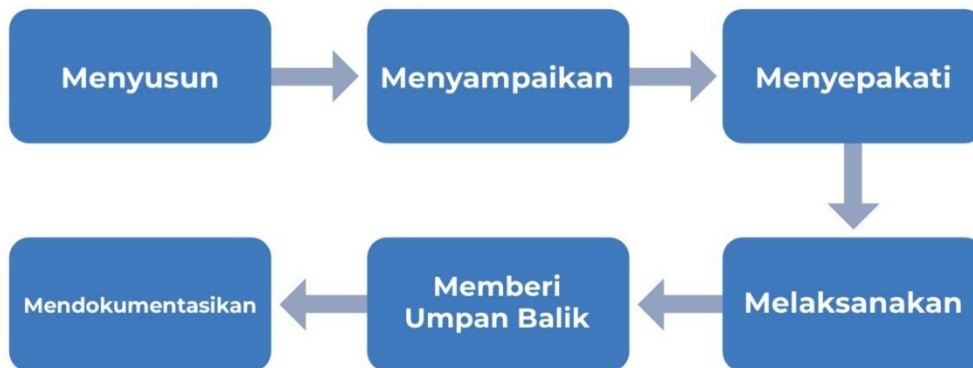 Menyusun
Menyampaikan
Menyepakati
Melaksanakan
Memberi
Umpan Balik
Mendokumentasikan